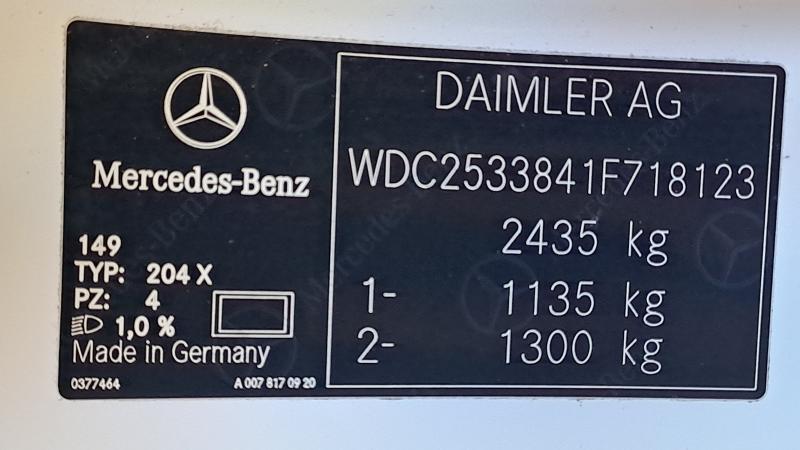 Mercedes-Benz
149
TYP: 204 X
PZ: 4
1,0 %
Made in Germany
0377464
A 007 817 09 20
DAIMLER AG
WDC2533841F718123
2435 kg
1- 1135 kg
2- 1300 kg